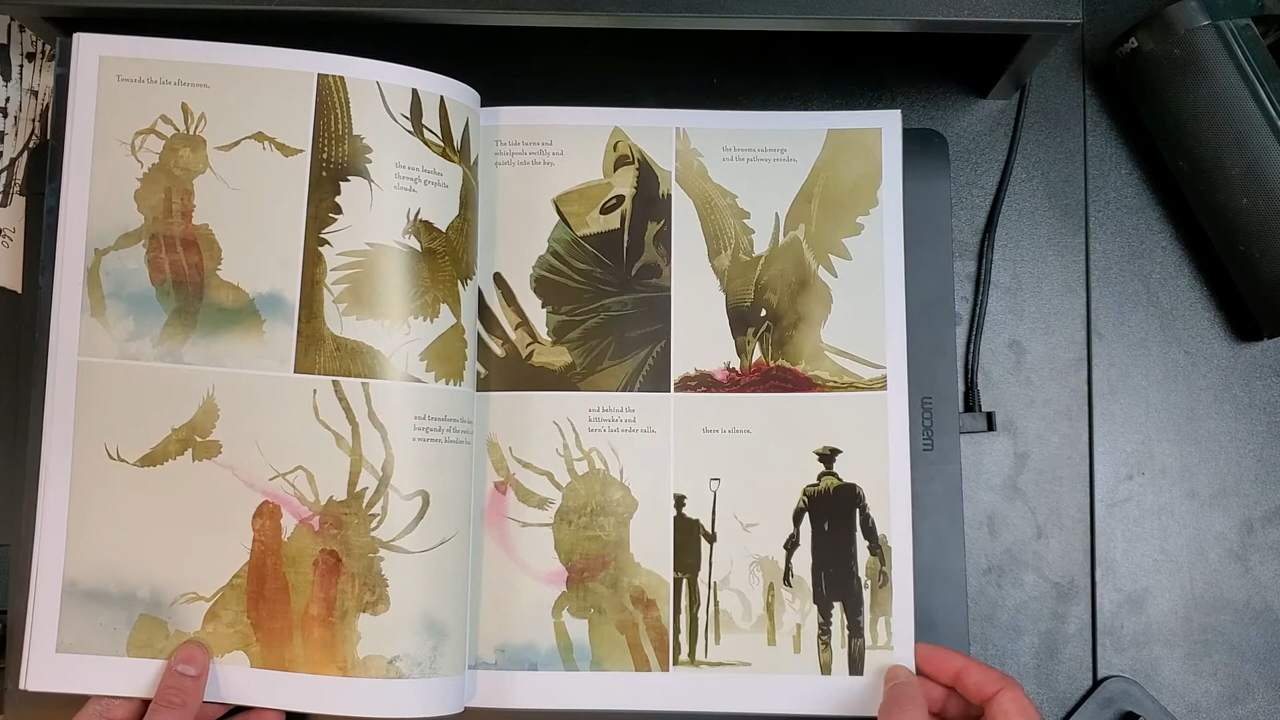 Towards the late afternoon,
the sun leaches
through graphite
clouds,
and transforms the
burgundy of the
a warmer, bloodier
The tide turns and
whirlpools swiftly and
quietly into the bay,
the brooms submerge
and the pathway recedes,
and behind the
kittiwake's and
tern's last order calls,
there is silence.
wacom
DELL
260